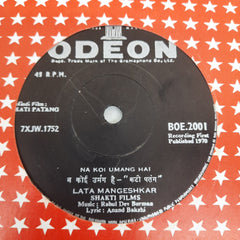 ODEON
Regn. Trade Mark of The Gramophone Co. Ltd.
45 R.P.M.
Hindi Film:
KATI PATANG
7XJW.1752
BOE.2001
Recording First
Published 1970
NA KOI UMANG HAI
न कोई उमंग है - "कटी पतंग"
LATA MANGESHKAR
SHAKTI FILMS
Music; Rahul Dev Burman
Lyric: Anand Bakshi